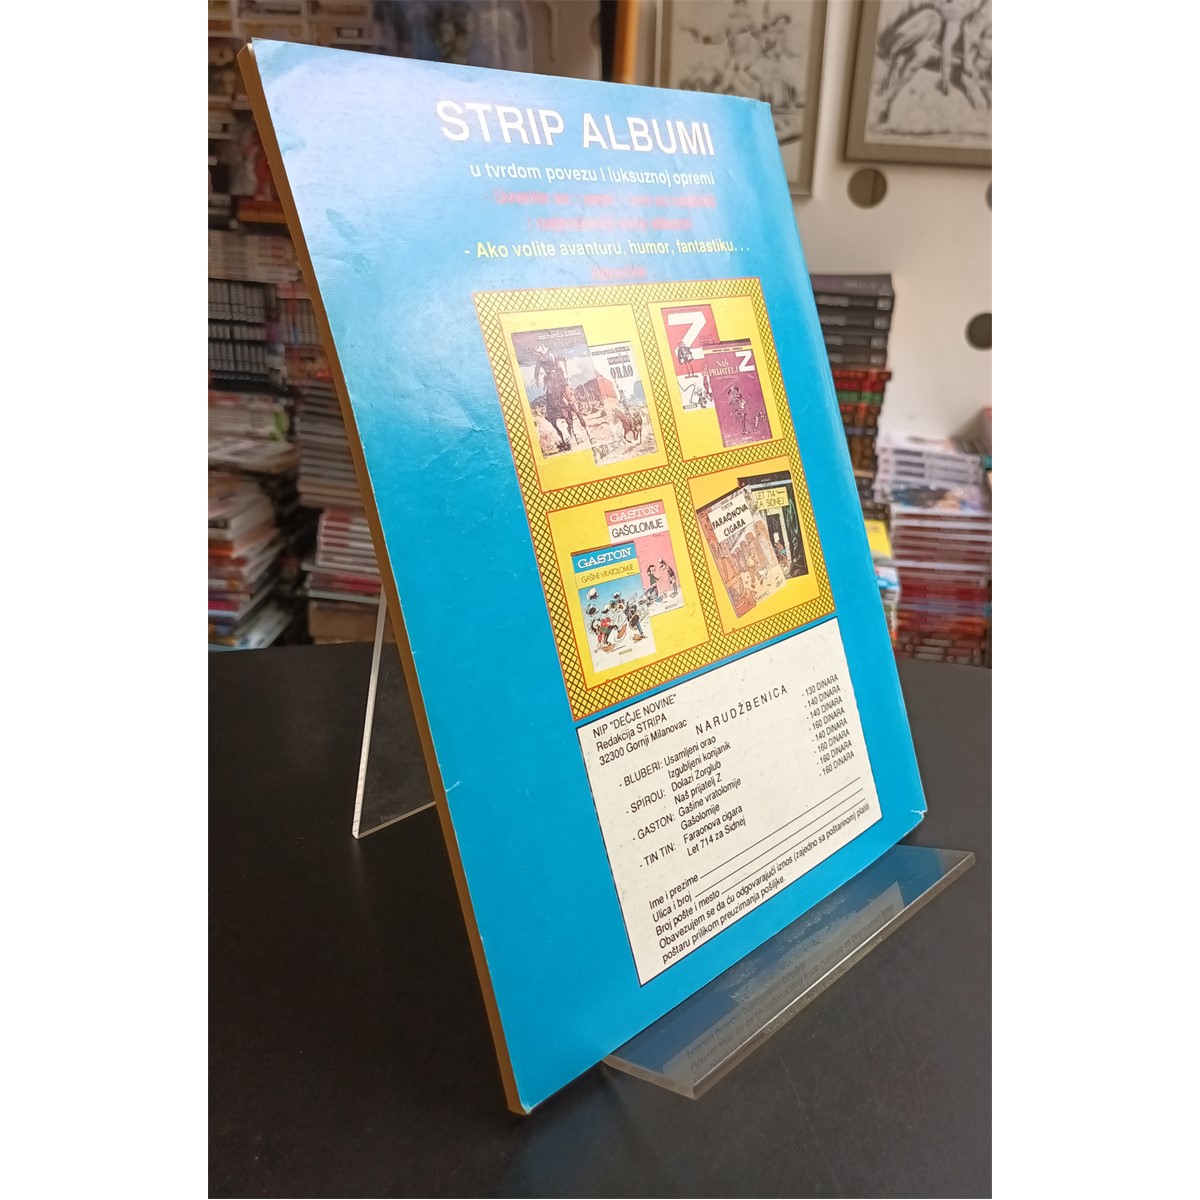 STRIP ALBUMI
u tvrdom povezu i luksuznoj opremi
- Ako volite avanturu, humor, fantastiku...
ORAO
Z
NAŠ
PRIJATELJ
Z
GASTON
GAŠOLOMIJE
GASTON
GAŠINE VRATOLOMIJE
TINTIN
FARAONOVA
CIGARA
LET 714
ZA SIDNEJ
NIP "DEČJE NOVINE"
Redakcija STRIPA
32300 Gornji Milanovac
NARUDŽBENICA
- BLUBERI: Usamljeni orao - 130 DINARA
Izgubljeni konjanik - 140 DINARA
- SPIROU: Dolazi Zorglub - 140 DINARA
Naš prijatelj Z - 160 DINARA
- GASTON: Gašine vratolomije - 140 DINARA
Gašolomije - 160 DINARA
- TIN TIN: Faraonova cigara - 160 DINARA
Let 714 za Sidnej - 160 DINARA
Ime i prezime
Ulica i broj
Broj pošte i mesto
Obavezujem se da ću odgovarajući iznos (zajedno sa poštarinom) platiti
poštaru prilikom preuzimanja pošiljke.